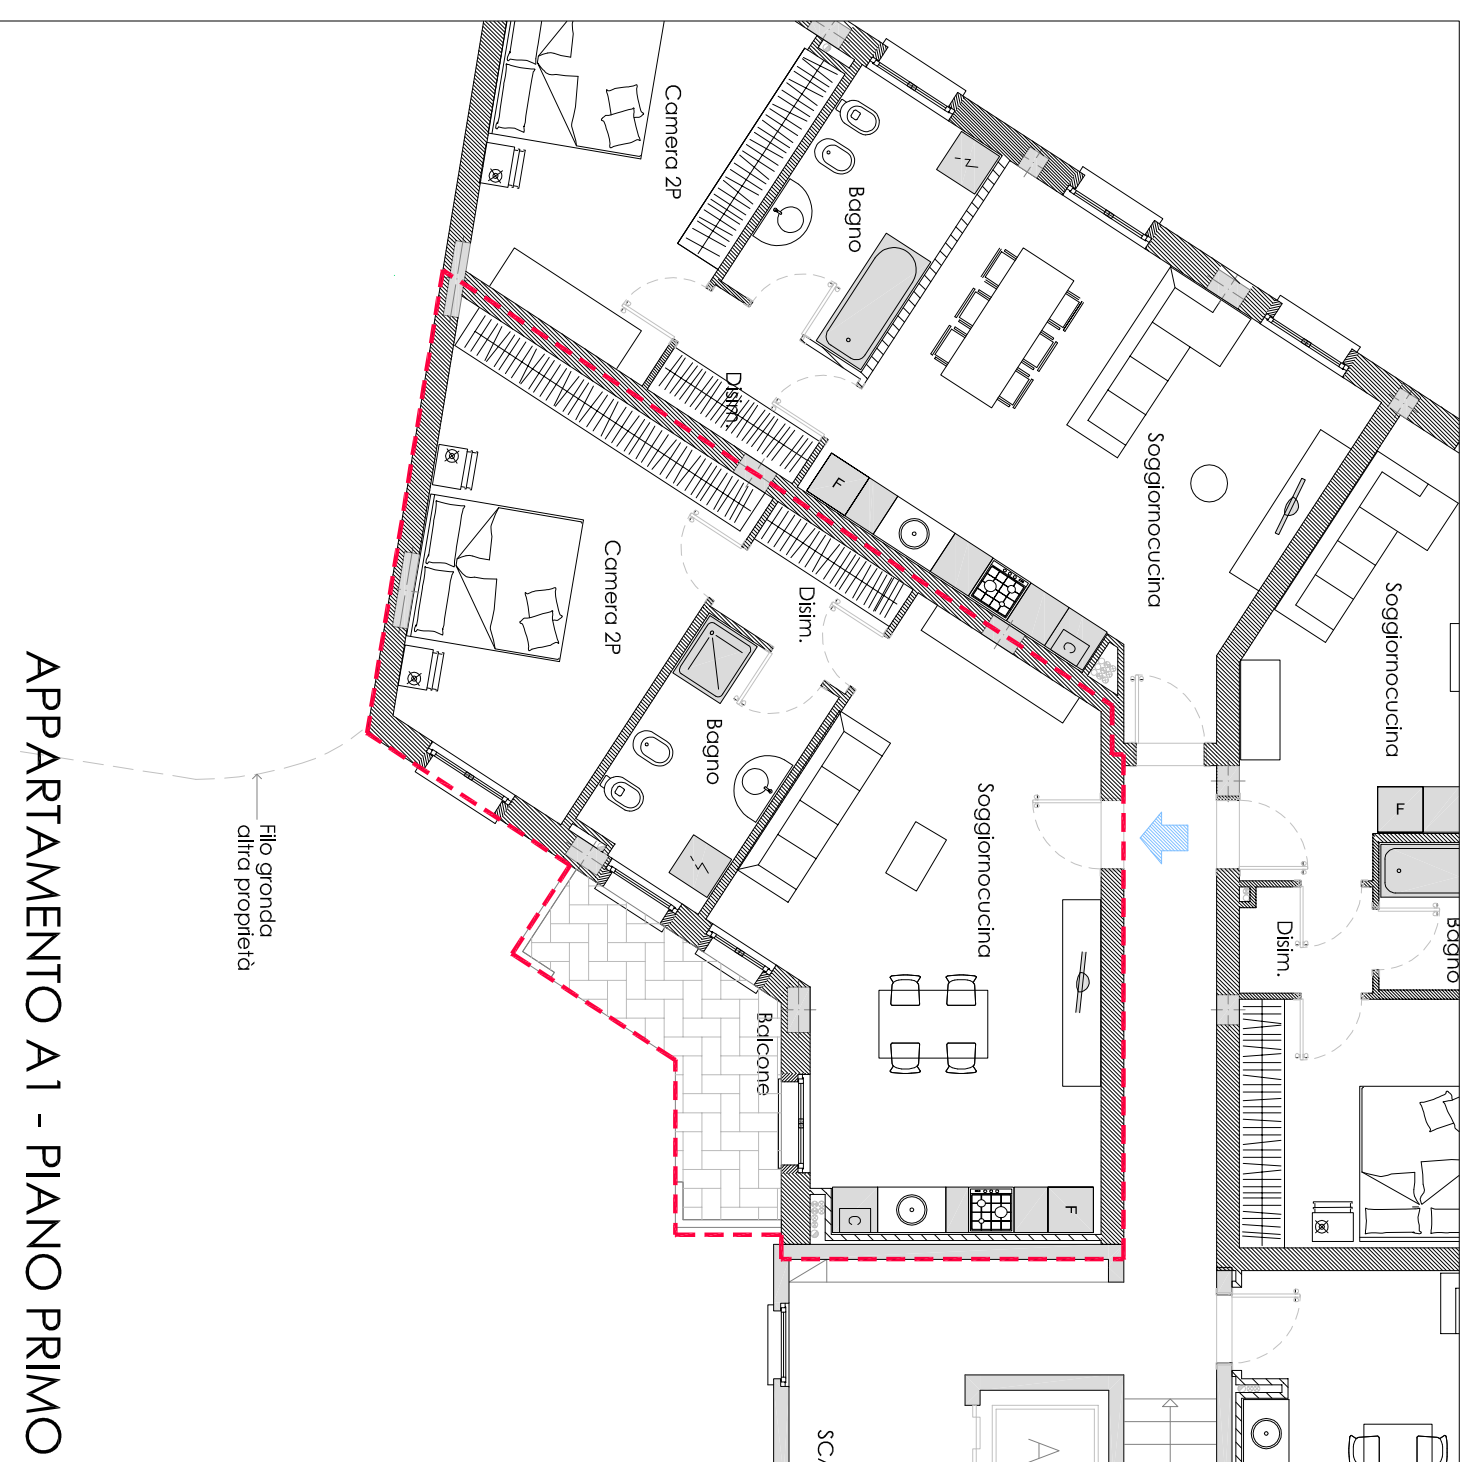 Camera 2P
Bagno
Disim.
Soggiornocucina
F
C
Soggiornocucina
F
Bagno
Disim.
Camera 2P
Disim.
Bagno
Soggiornocucina
Balcone
C
F
Filo gronda
altra proprietà
A
APPARTAMENTO A1 - PIANO PRIMO